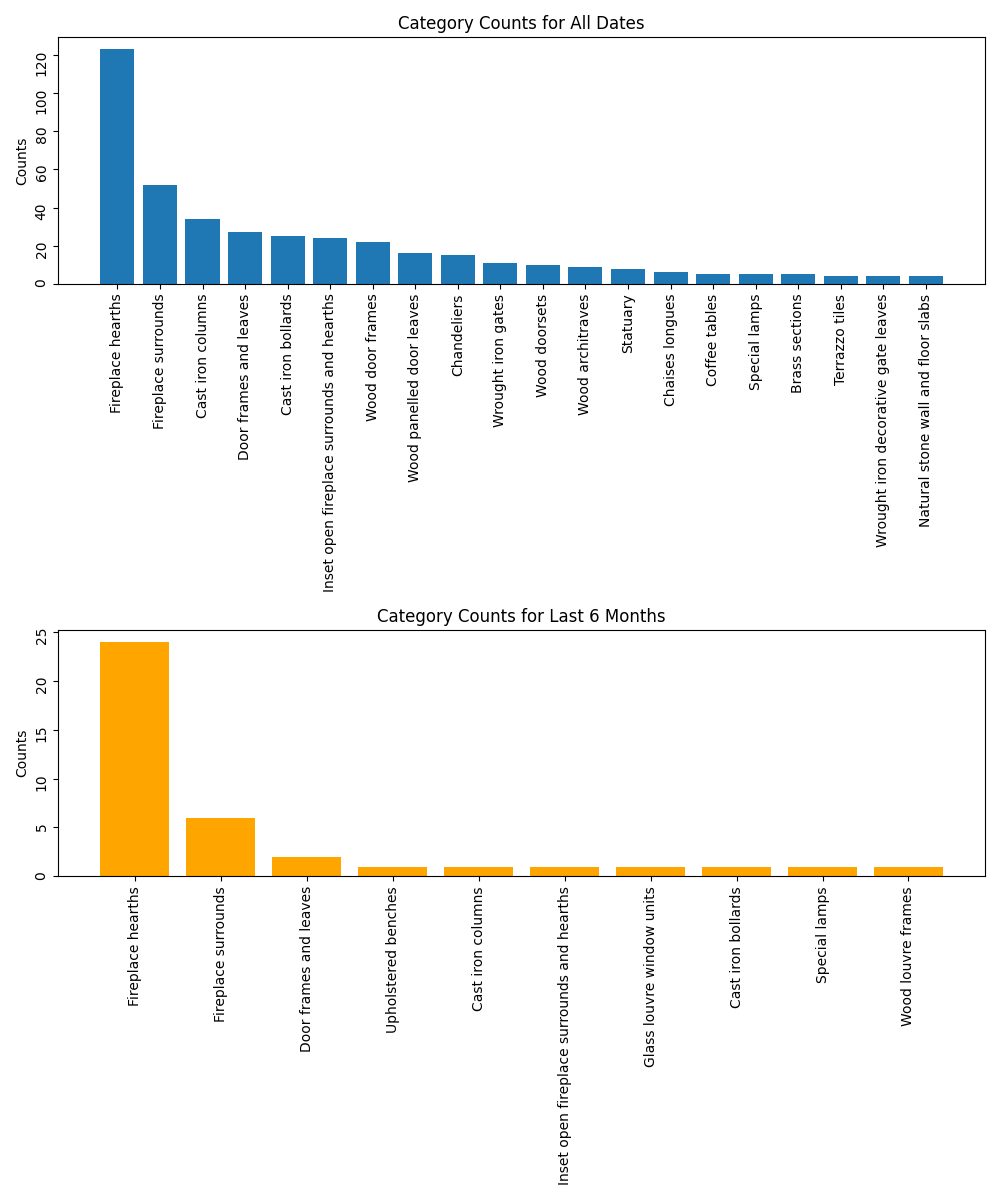 Category Counts for All Dates
Counts
120
100
80
60
40
20
0
Fireplace hearths
Fireplace surrounds
Cast iron columns
Door frames and leaves
Cast iron bollards
Inset open fireplace surrounds and hearths
Wood door frames
Wood panelled door leaves
Chandeliers
Wrought iron gates
Wood doorsets
Wood architraves
Statuary
Chaises longues
Coffee tables
Special lamps
Brass sections
Terrazzo tiles
Wrought iron decorative gate leaves
Natural stone wall and floor slabs
Category Counts for Last 6 Months
Counts
25
20
15
10
5
0
Fireplace hearths
Fireplace surrounds
Door frames and leaves
Upholstered benches
Cast iron columns
Inset open fireplace surrounds and hearths
Glass louvre window units
Cast iron bollards
Special lamps
Wood louvre frames